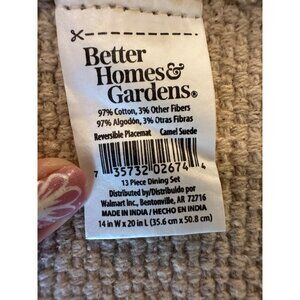 Better
Homes&
Gardens®
97% Cotton, 3% Other Fibers
97% Algodón, 3% Otras Fibras
Reversible Placemat Camel Suede
7 35732 02674 4
13 Piece Dining Set
Distributed by/Distribuido por
Walmart Inc., Bentonville, AR 72716
MADE IN INDIA / HECHO EN INDIA
14 in W x 20 in L (35.6 cm x 50.8 cm)